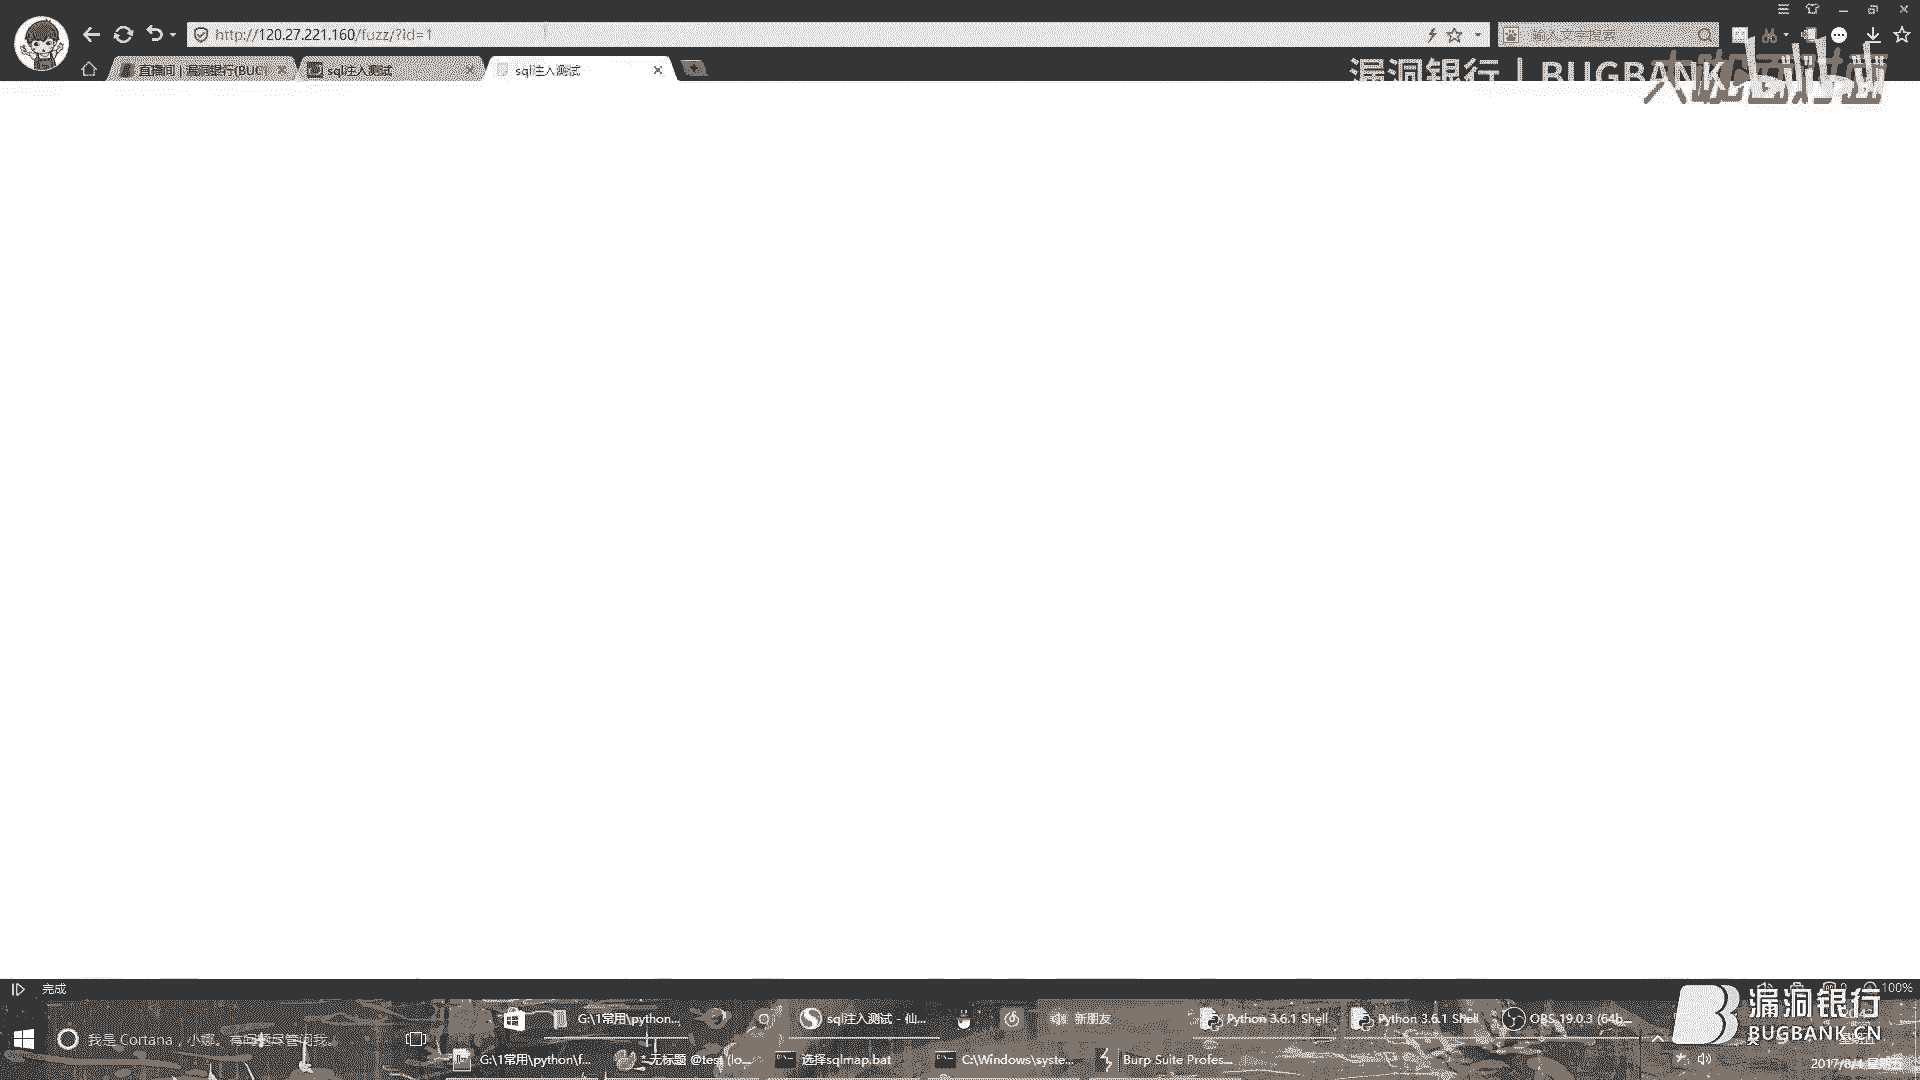 http://120.27.221.160/fuzz/?id=1
输入文字搜索
直播间 | 漏洞银行(BUG
sql注入测试
sql注入测试
漏洞银行 | BUGBANK
bilibili
完成
100%
G:\1常用\python...
sql注入测试 - 仙...
新朋友
Python 3.6.1 Shell
Python 3.6.1 Shell
OBS 19.0.3 (64b...
漏洞银行
BUGBANK.CN
我是 Cortana，小娜。有问题尽管问我。
G:\1常用\python\f...
无标题 @test (lo...
选择sqlmap.bat
C:\Windows\syste...
Burp Suite Profes...
2017/8/4 星期五